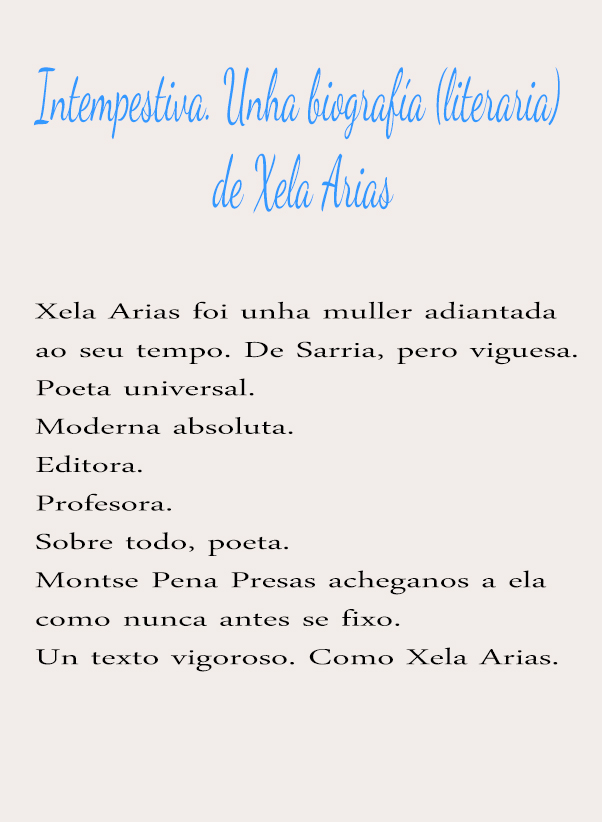 Intempestiva. Unha biografía (literaria)
de Xela Arias
Xela Arias foi unha muller adiantada
ao seu tempo. De Sarria, pero viguesa.
Poeta universal.
Moderna absoluta.
Editora.
Profesora.
Sobre todo, poeta.
Montse Pena Presas acheganos a ela
como nunca antes se fixo.
Un texto vigoroso. Como Xela Arias.